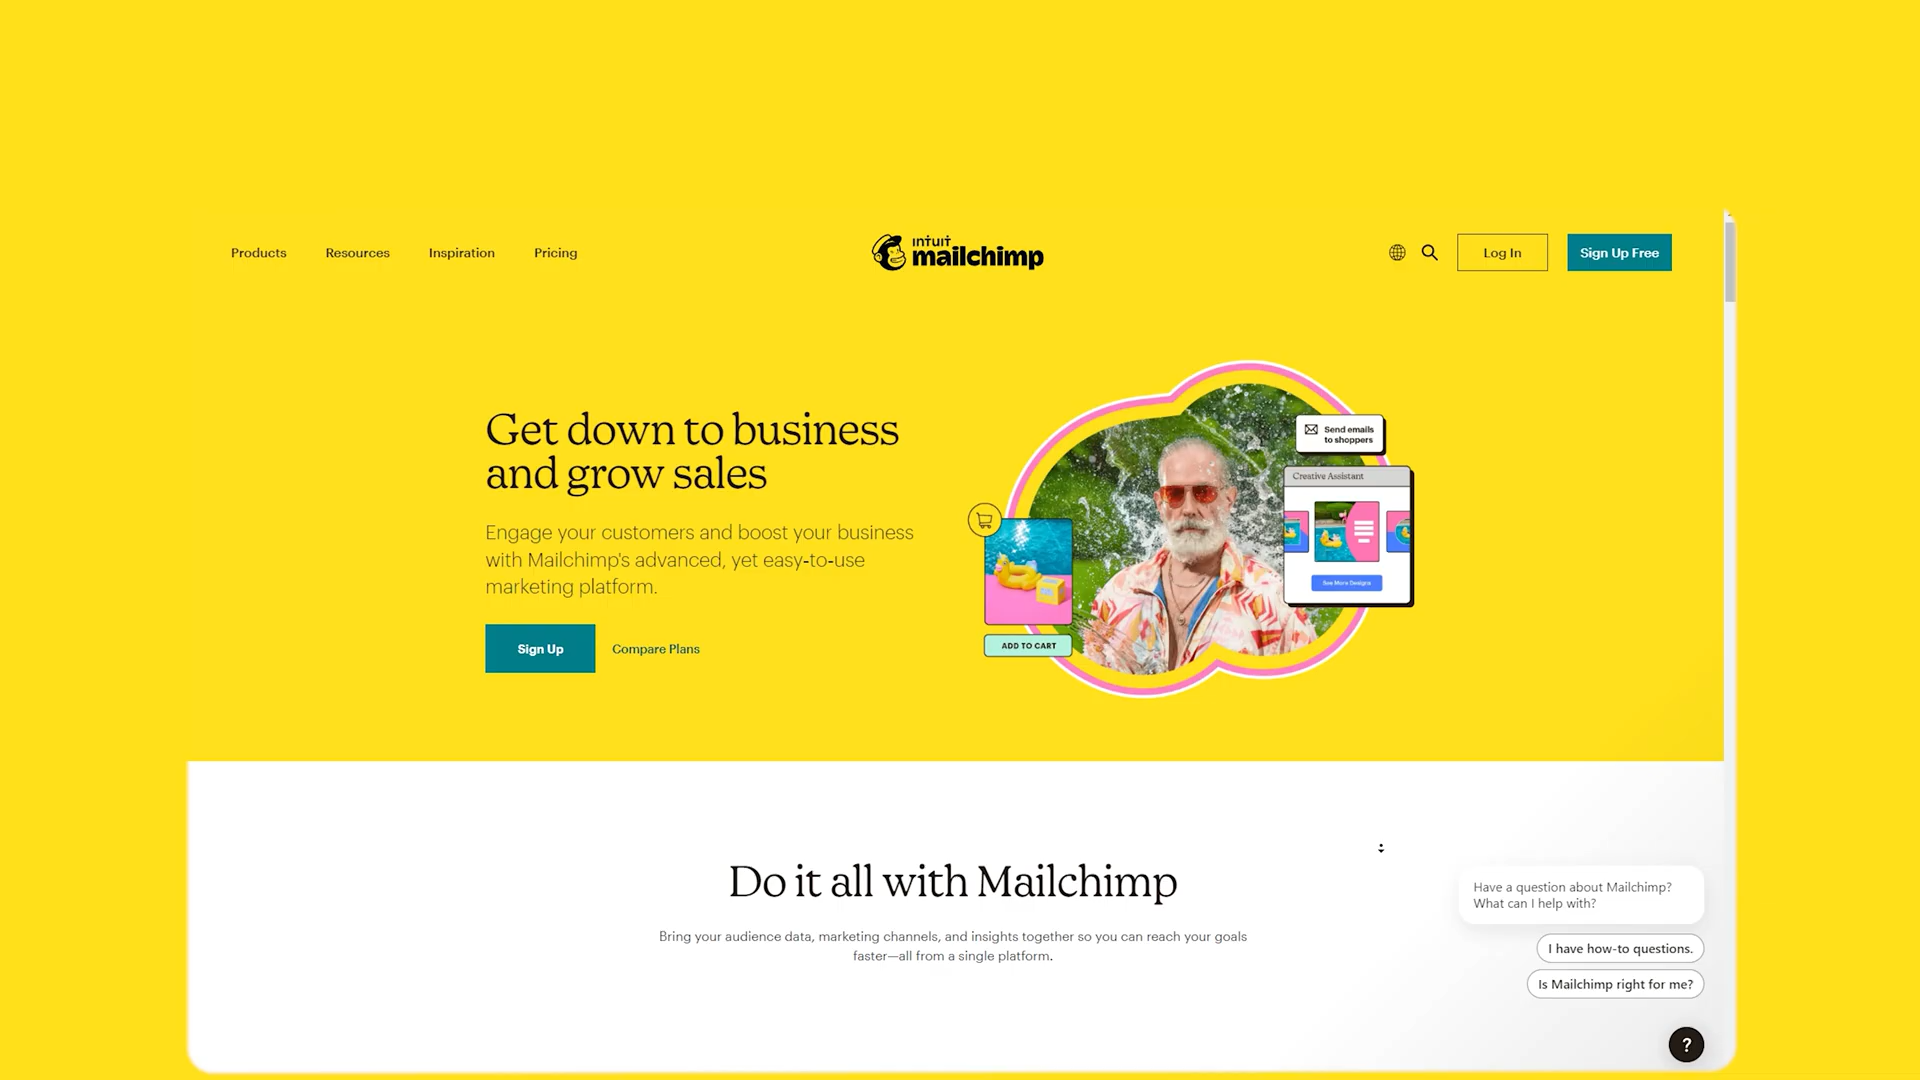 Products
Resources
Inspiration
Pricing
INTUIT
mailchimp
Log In
Sign Up Free
Get down to business
and grow sales
Engage your customers and boost your business
with Mailchimp's advanced, yet easy-to-use
marketing platform.
Sign Up
Compare Plans
Send emails
to shoppers
Creative Assistant
See More Designs
ADD TO CART
Do it all with Mailchimp
Bring your audience data, marketing channels, and insights together so you can reach your goals
faster—all from a single platform.
Have a question about Mailchimp?
What can I help with?
I have how-to questions.
Is Mailchimp right for me?
?